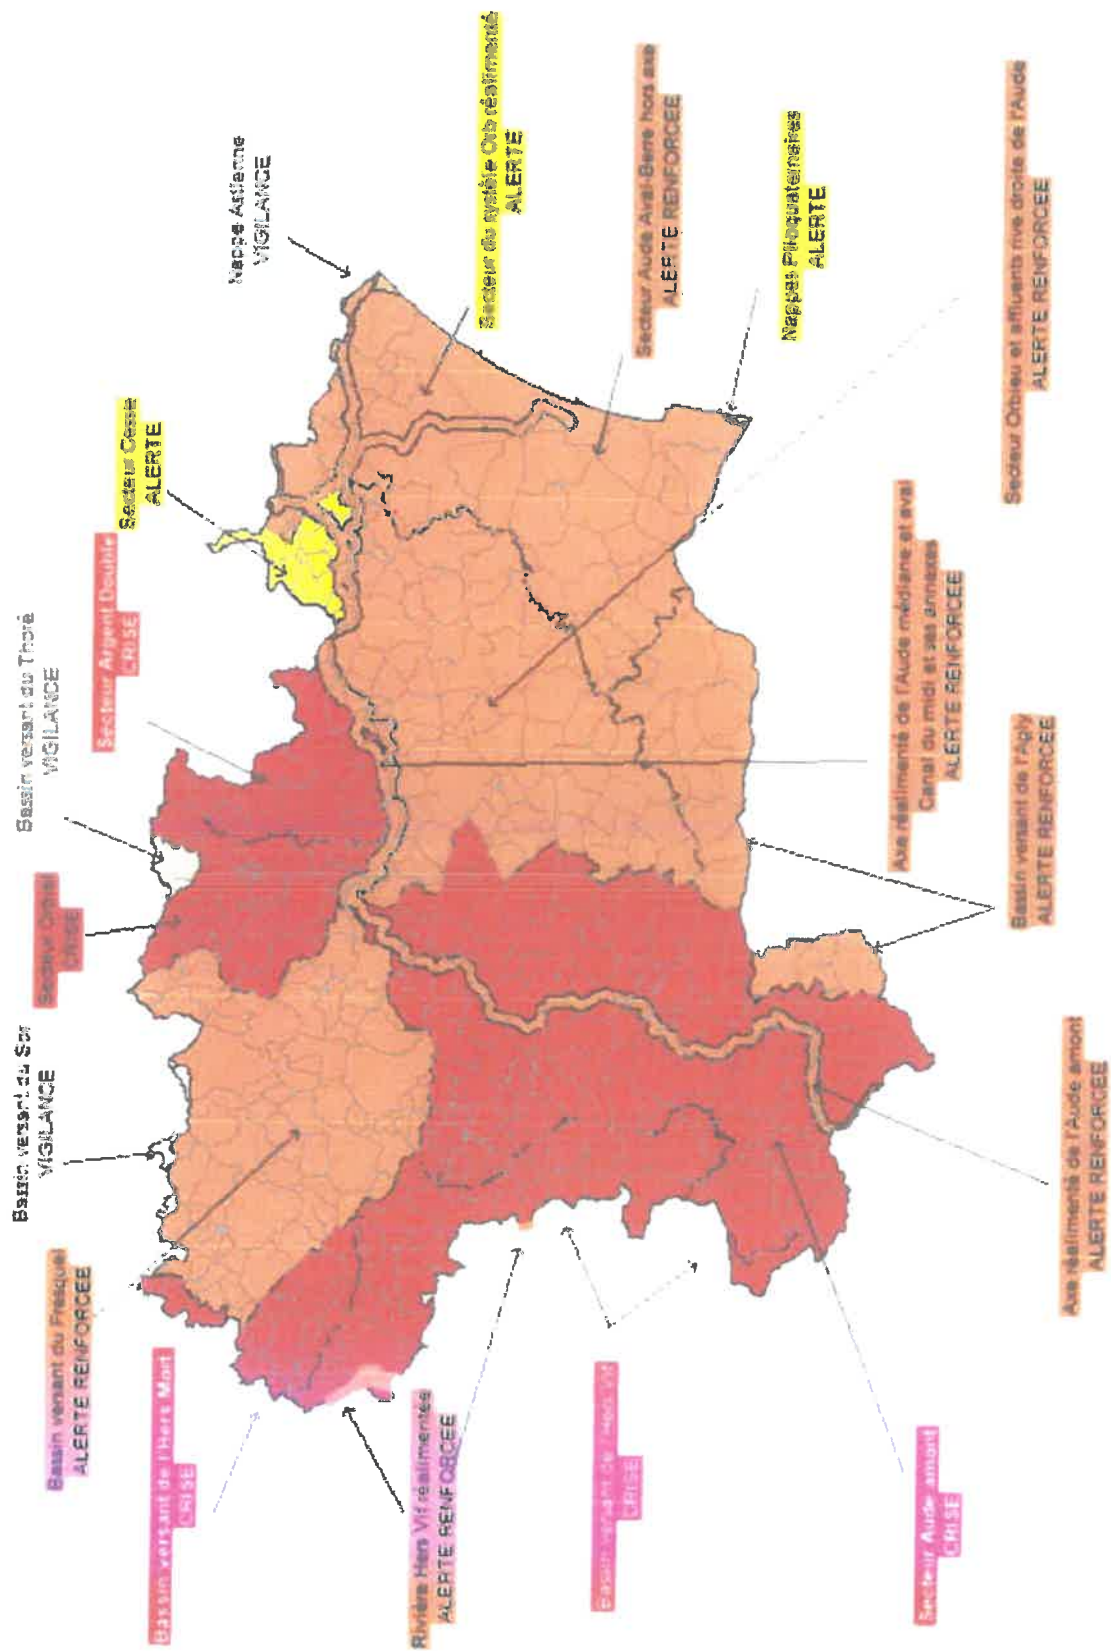 Bassin versant du Fresquel
ALERTE RENFORCEE
Bassin versant du Sor
VIGILANCE
Secteur Orbiel
CRISE
Bassin versant du Thoré
VIGILANCE
Secteur Argent Double
CRISE
Secteur Cesse
ALERTE
Nappe Astienne
VIGILANCE
Secteur du système Orb réalimenté
ALERTE
Secteur Aude Aval-Berre hors axe
ALERTE RENFORCEE
Nappes Plioquaternaires
ALERTE
Secteur Orbieu et affluents rive droite de l'Aude
ALERTE RENFORCEE
Axe réalimenté de l'Aude médiane et aval
Canal du midi et ses annexes
ALERTE RENFORCEE
Bassin versant de l'Agly
ALERTE RENFORCEE
Axe réalimenté de l'Aude amont
ALERTE RENFORCEE
Secteur Aude amont
CRISE
Bassin versant de l'Hers Vif
CRISE
Rivière Hers Vif réalimentée
ALERTE RENFORCEE
Bassin versant de l'Hers Mort
CRISE